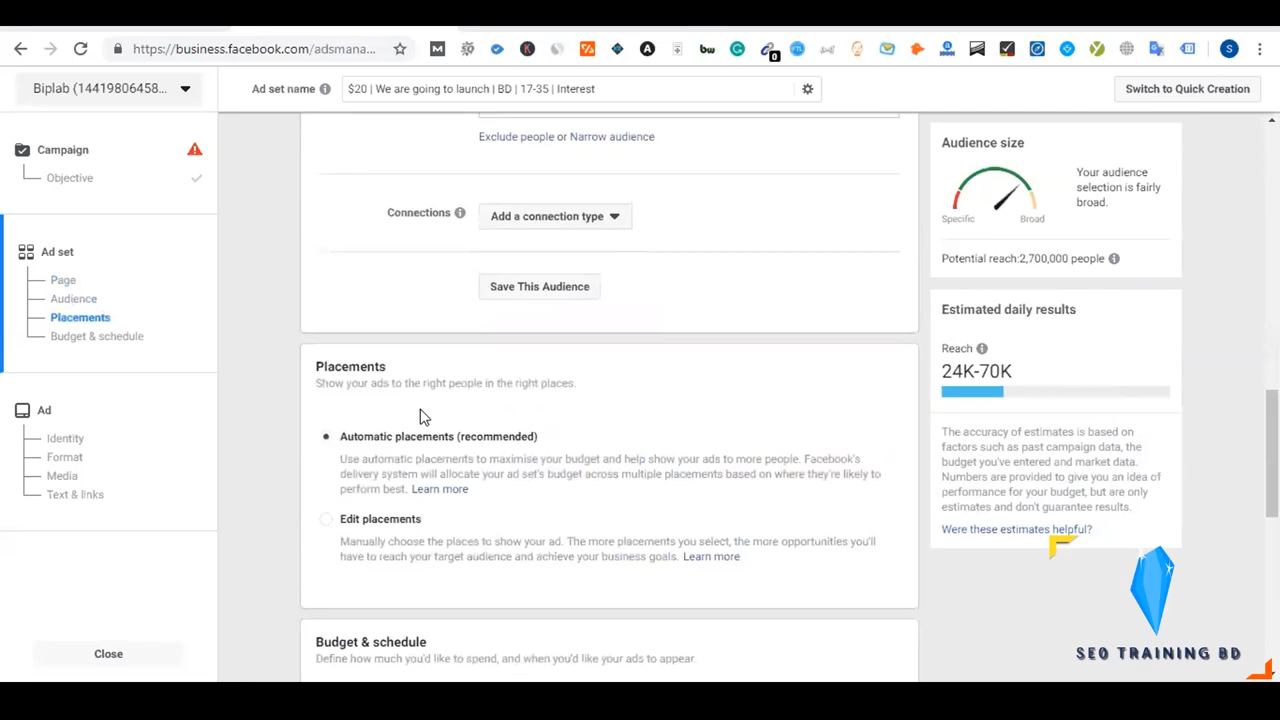 https://business.facebook.com/adsmana...
Biplab (14419806458...
Ad set name
$20 | We are going to launch | BD | 17-35 | Interest
Switch to Quick Creation
Campaign
Objective
Ad set
Page
Audience
Placements
Budget & schedule
Ad
Identity
Format
Media
Text & links
Close
Exclude people or Narrow audience
Connections
Add a connection type
Save This Audience
Placements
Show your ads to the right people in the right places.
Automatic placements (recommended)
Use automatic placements to maximise your budget and help show your ads to more people. Facebook's
delivery system will allocate your ad set's budget across multiple placements based on where they're likely to
perform best. Learn more
Edit placements
Manually choose the places to show your ad. The more placements you select, the more opportunities you'll
have to reach your target audience and achieve your business goals. Learn more
Budget & schedule
Define how much you'd like to spend, and when you'd like your ads to appear.
Audience size
Your audience
selection is fairly
broad.
Specific
Broad
Potential reach:2,700,000 people
Estimated daily results
Reach
24K-70K
The accuracy of estimates is based on
factors such as past campaign data, the
budget you've entered and market data.
Numbers are provided to give you an idea of
performance for your budget, but are only
estimates and don't guarantee results.
Were these estimates helpful?
SEO TRAINING BD